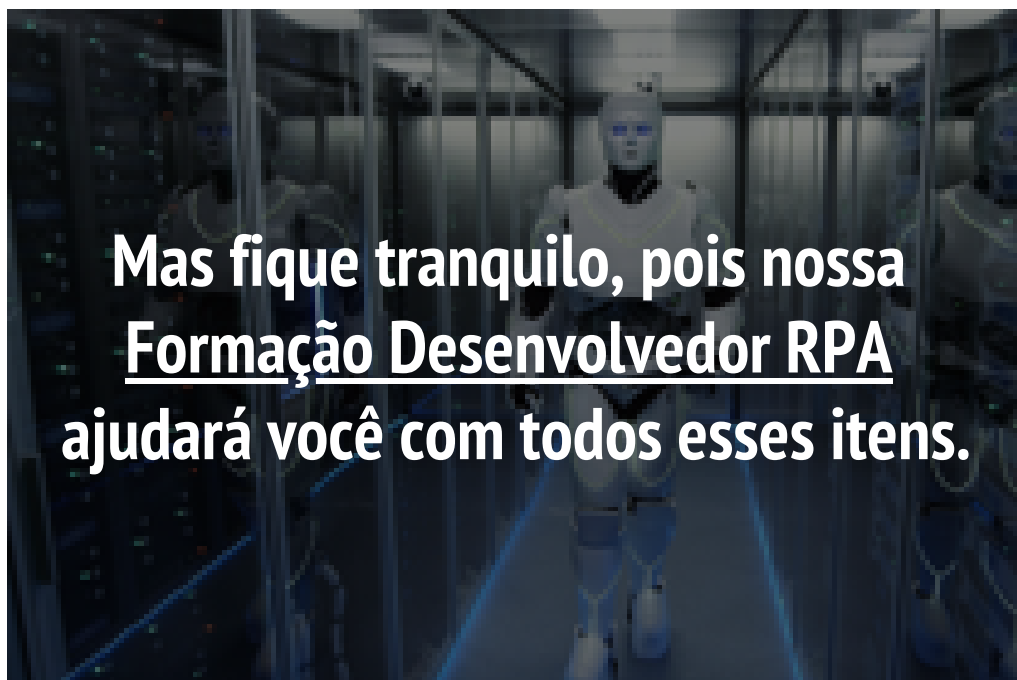 Mas fique tranquilo, pois nossa
Formação Desenvolvedor RPA
ajudará você com todos esses itens.